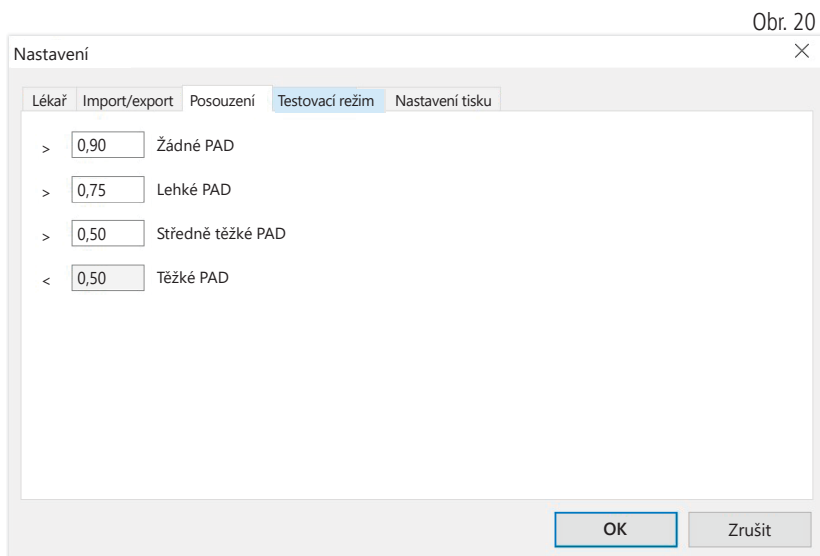 Obr. 20
Nastavení
Lékař Import/export Posouzení Testovací režim Nastavení tisku
> 0,90 Žádné PAD
> 0,75 Lehké PAD
> 0,50 Středně těžké PAD
< 0,50 Těžké PAD
OK Zrušit